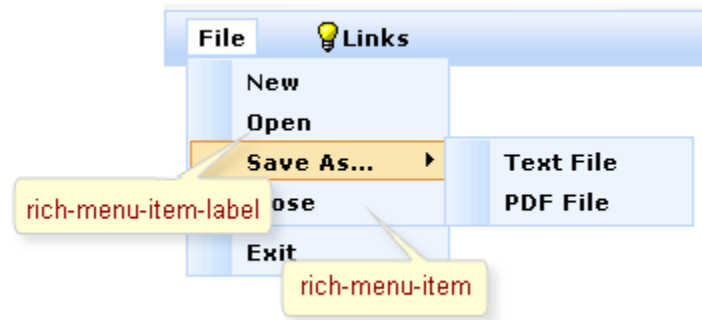 File Links
New
Open
Save As...
Text File
rich-menu-item-label
ose
PDF File
Exit
rich-menu-item